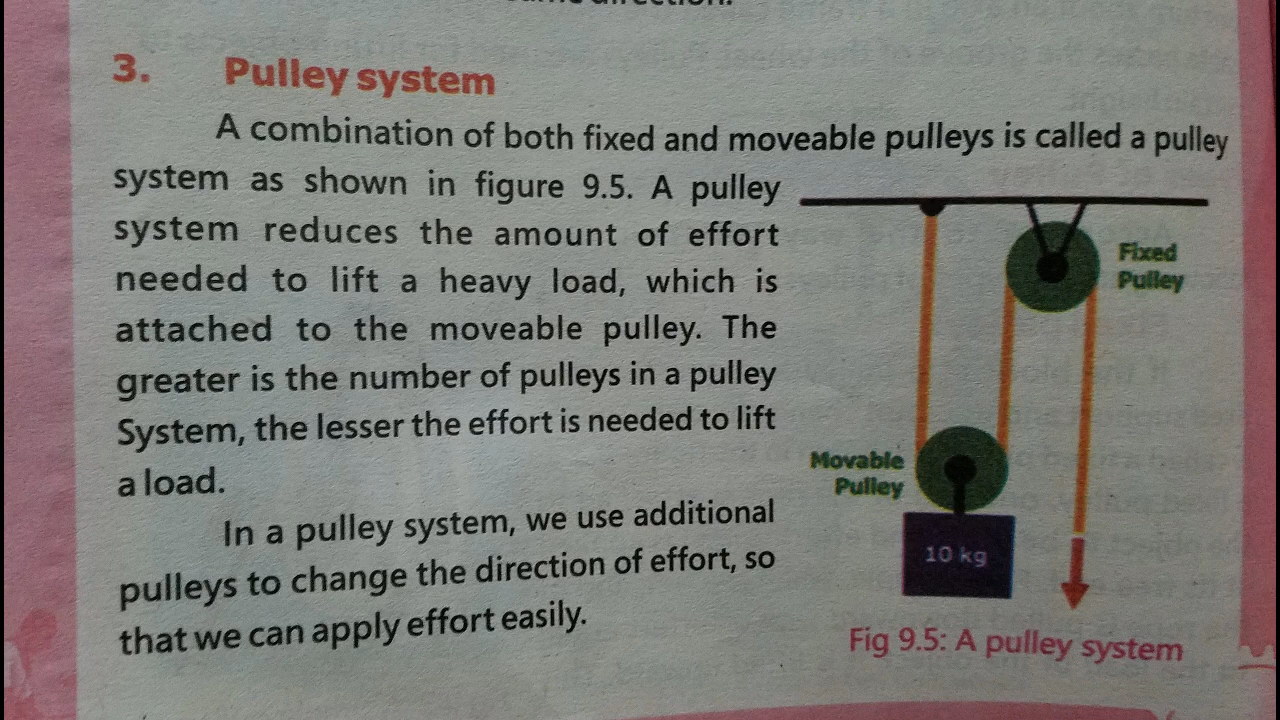 direction.
3. Pulley system
A combination of both fixed and moveable pulleys is called a pulley
system as shown in figure 9.5. A pulley
system reduces the amount of effort
needed to lift a heavy load, which is
attached to the moveable pulley. The
greater is the number of pulleys in a pulley
System, the lesser the effort is needed to lift
a load.
In a pulley system, we use additional
pulleys to change the direction of effort, so
that we can apply effort easily.
Fixed
Pulley
Movable
Pulley
10 kg
Fig 9.5: A pulley system